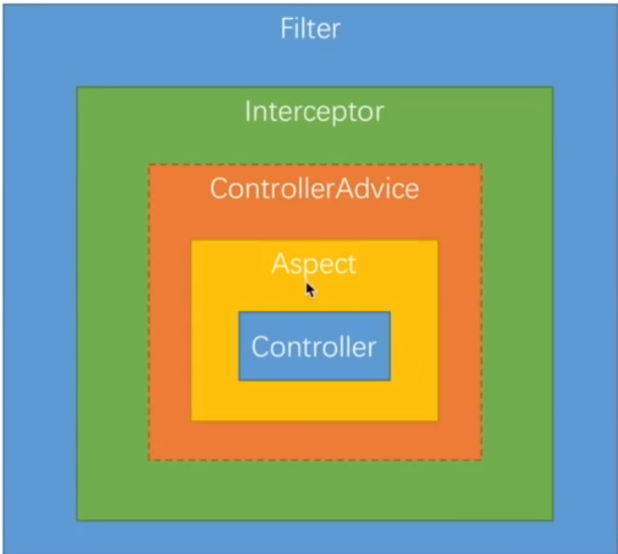 Filter
Interceptor
ControllerAdvice
Aspect
Controller